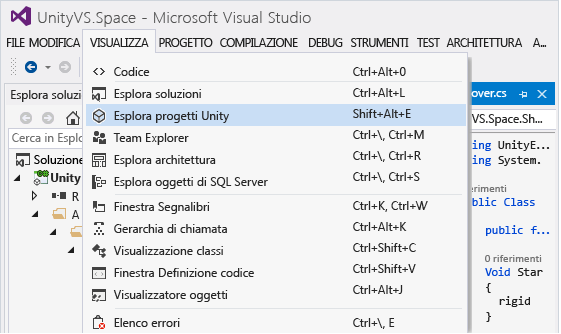 UnityVS.Space - Microsoft Visual Studio
FILE MODIFICA VISUALIZZA PROGETTO COMPILAZIONE DEBUG STRUMENTI TEST ARCHITETTURA A...
Codice Ctrl+Alt+0
Esplora soluzi
Esplora soluzioni Ctrl+Alt+L
over.cs
Esplora progetti Unity Shift+Alt+E
VS.Space.Sh...
Cerca in Esplo
Team Explorer Ctrl+\, Ctrl+M
ing UnityE...
Soluzione
Esplora architettura Ctrl+\, Ctrl+R
ing System.
Unity
Esplora oggetti di SQL Server Ctrl+\, Ctrl+S
erimenti
R
Finestra Segnalibri Ctrl+K, Ctrl+W
blic Class
A
Gerarchia di chiamata Ctrl+Alt+K
public f...
Visualizzazione classi Ctrl+Shift+C
0 riferimenti
Finestra Definizione codice Ctrl+Shift+V
Void Star
Visualizzatore oggetti Ctrl+Alt+J
{
rigid
Elenco errori Ctrl+\, E
}